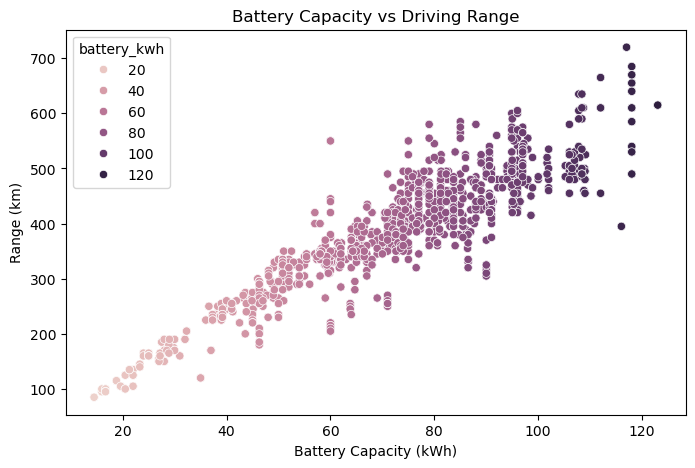 Battery Capacity vs Driving Range
battery_kwh
20
40
60
80
100
120
700
600
500
400
300
200
100
Range (km)
20 40 60 80 100 120
Battery Capacity (kWh)